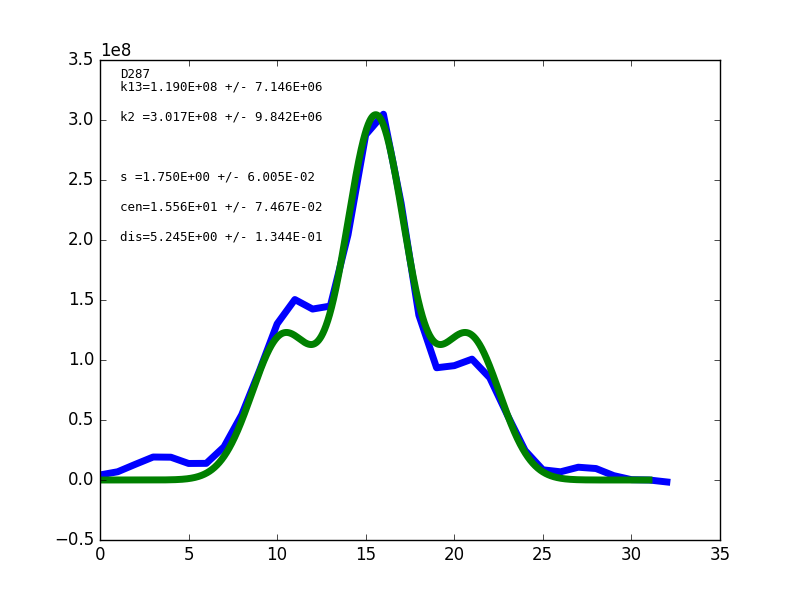 1e8
3.5
3.0
2.5
2.0
1.5
1.0
0.5
0.0
−0.5
D287
k13=1.190E+08 +/- 7.146E+06
k2 =3.017E+08 +/- 9.842E+06
s =1.750E+00 +/- 6.005E-02
cen=1.556E+01 +/- 7.467E-02
dis=5.245E+00 +/- 1.344E-01
0 5 10 15 20 25 30 35